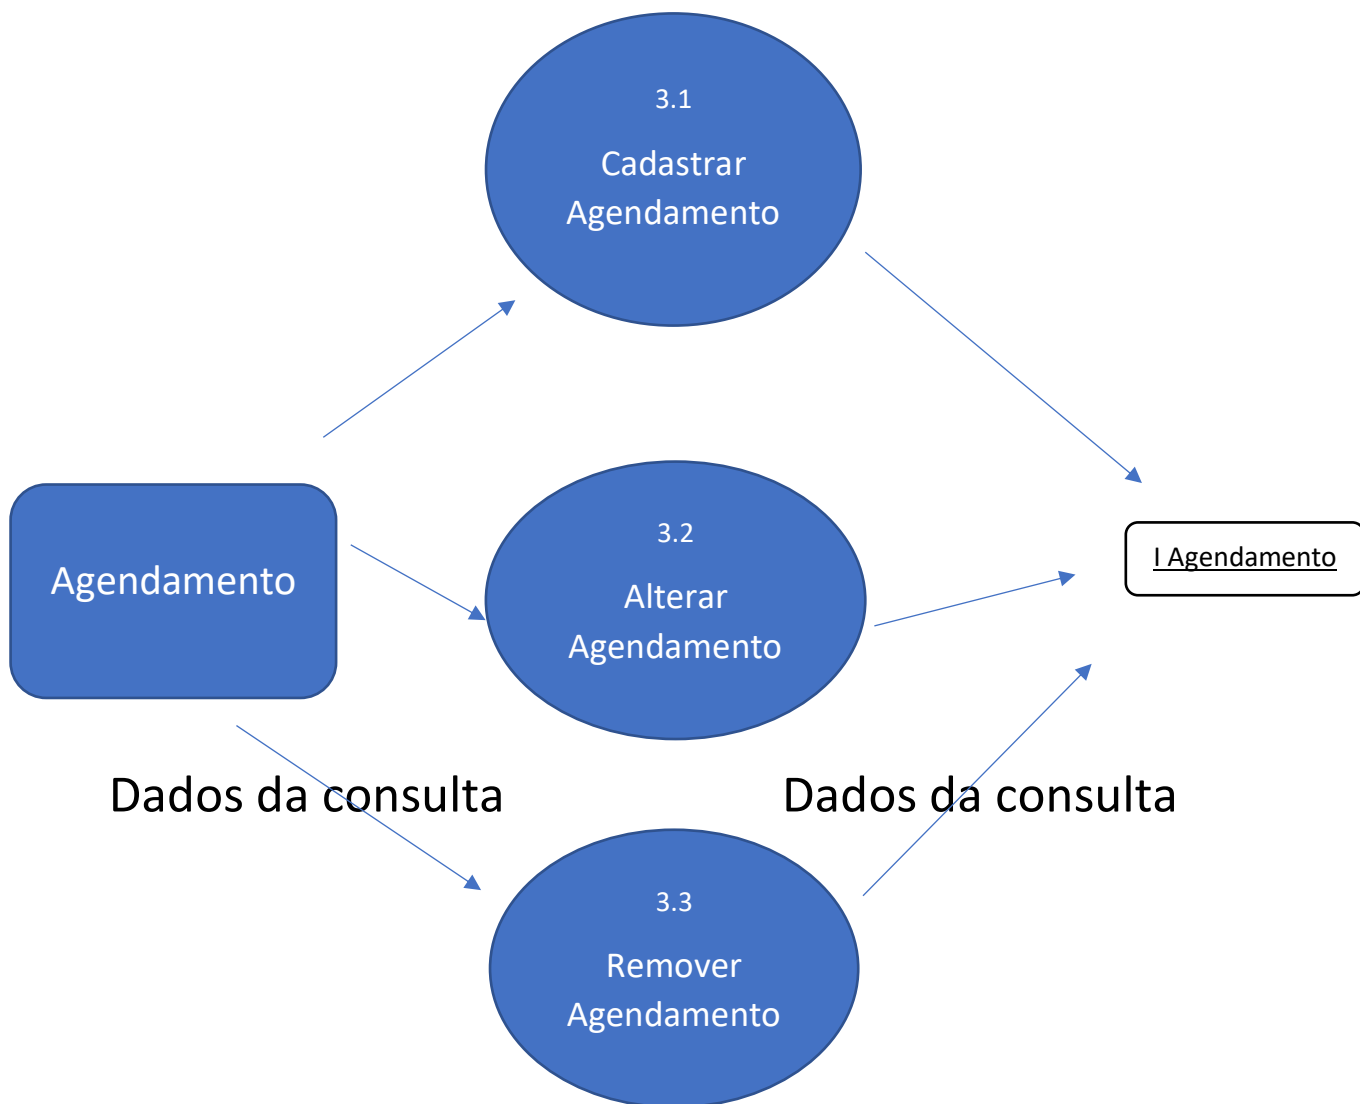 3.1
Cadastrar
Agendamento
3.2
Alterar
Agendamento
Agendamento
I Agendamento
Dados da consulta
Dados da consulta
3.3
Remover
Agendamento